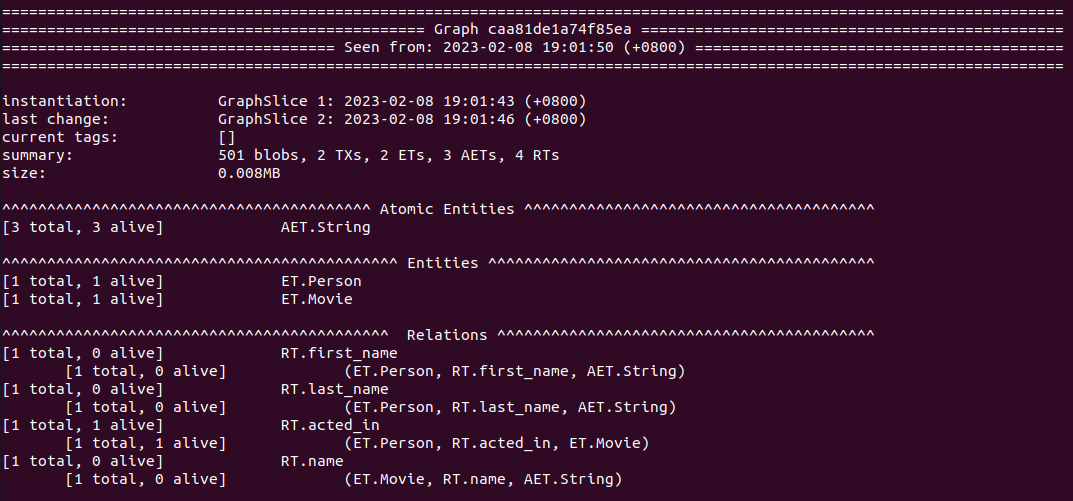 ======================================================================================================================
=============================================== Graph caa81de1a74f85ea ===============================================
===================================== Seen from: 2023-02-08 19:01:50 (+0800) =========================================
======================================================================================================================
instantiation: GraphSlice 1: 2023-02-08 19:01:43 (+0800)
last change: GraphSlice 2: 2023-02-08 19:01:46 (+0800)
current tags: []
summary: 501 blobs, 2 TXs, 2 ETs, 3 AETs, 4 RTs
size: 0.008MB
^^^^^^^^^^^^^^^^^^^^^^^^^^^^^^^^^^^^^^^^^ Atomic Entities ^^^^^^^^^^^^^^^^^^^^^^^^^^^^^^^^^^^^^^^
[3 total, 3 alive] AET.String
^^^^^^^^^^^^^^^^^^^^^^^^^^^^^^^^^^^^^^^^^^^^ Entities ^^^^^^^^^^^^^^^^^^^^^^^^^^^^^^^^^^^^^^^^^^^
[1 total, 1 alive] ET.Person
[1 total, 1 alive] ET.Movie
^^^^^^^^^^^^^^^^^^^^^^^^^^^^^^^^^^^^^^^^^^^ Relations ^^^^^^^^^^^^^^^^^^^^^^^^^^^^^^^^^^^^^^^^^^
[1 total, 0 alive] RT.first_name
[1 total, 0 alive] (ET.Person, RT.first_name, AET.String)
[1 total, 0 alive] RT.last_name
[1 total, 0 alive] (ET.Person, RT.last_name, AET.String)
[1 total, 1 alive] RT.acted_in
[1 total, 1 alive] (ET.Person, RT.acted_in, ET.Movie)
[1 total, 0 alive] RT.name
[1 total, 0 alive] (ET.Movie, RT.name, AET.String)